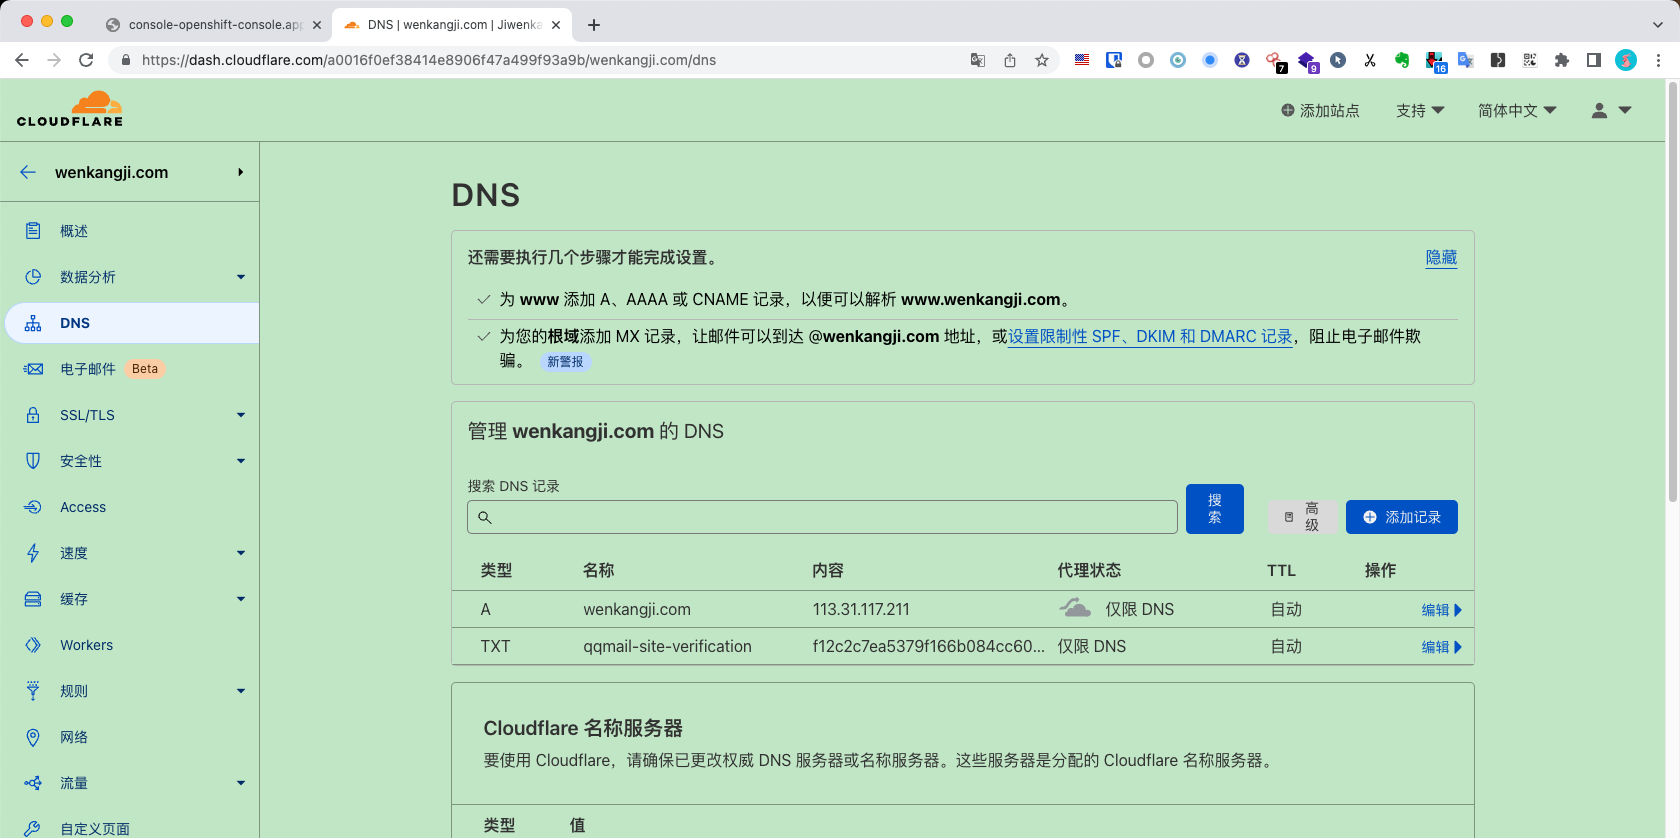 console-openshift-console.app
DNS | wenkangji.com | Jiwenka
https://dash.cloudflare.com/a0016f0ef38414e8906f47a499f93a9b/wenkangji.com/dns
7
9
16
CLOUDFLARE
添加站点
支持
简体中文
wenkangji.com
概述
数据分析
DNS
电子邮件 Beta
SSL/TLS
安全性
Access
速度
缓存
Workers
规则
网络
流量
自定义页面
DNS
还需要执行几个步骤才能完成设置。
隐藏
为 www 添加 A、AAAA 或 CNAME 记录，以便可以解析 www.wenkangji.com。
为您的根域添加 MX 记录，让邮件可以到达 @wenkangji.com 地址，或设置限制性 SPF、DKIM 和 DMARC 记录，阻止电子邮件欺
骗。 新警报
管理 wenkangji.com 的 DNS
搜索 DNS 记录
搜
索
高
级
添加记录
类型 名称 内容 代理状态 TTL 操作
A wenkangji.com 113.31.117.211 仅限 DNS 自动 编辑
TXT qqmail-site-verification f12c2c7ea5379f166b084cc60... 仅限 DNS 自动 编辑
Cloudflare 名称服务器
要使用 Cloudflare，请确保已更改权威 DNS 服务器或名称服务器。这些服务器是分配的 Cloudflare 名称服务器。
类型 值